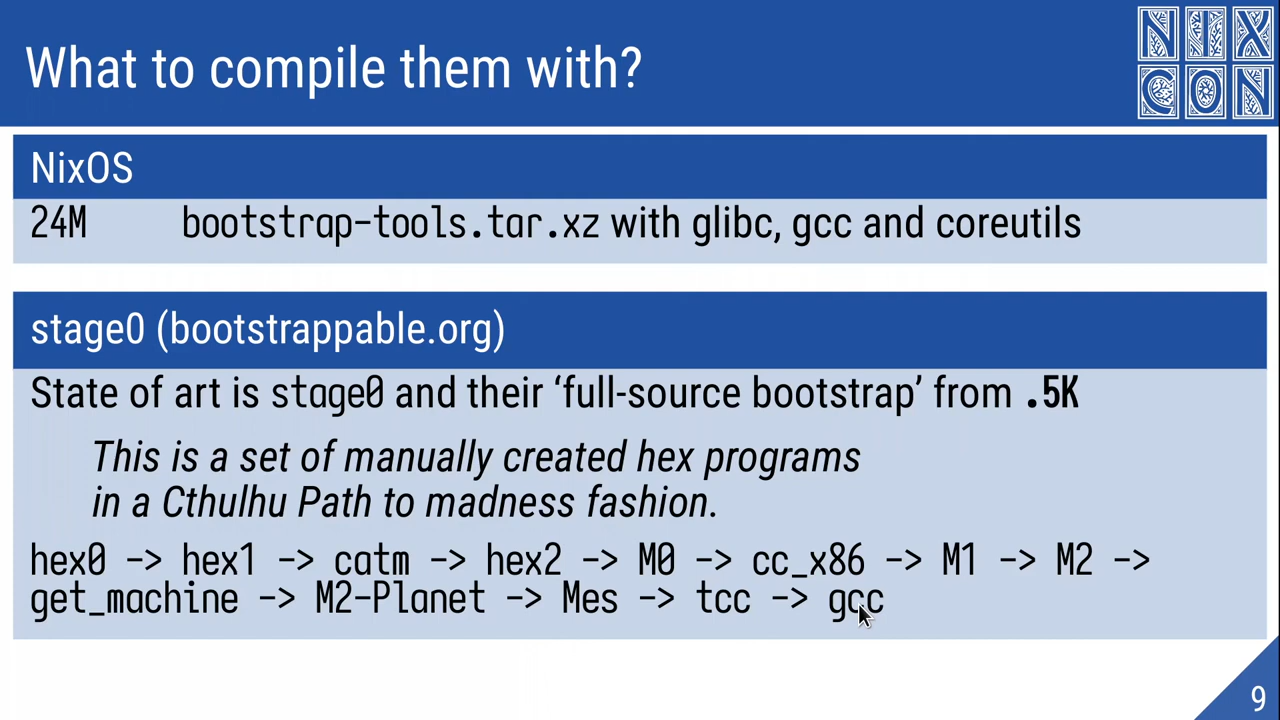 What to compile them with?
NIX
CON
NixOS
24M bootstrap-tools.tar.xz with glibc, gcc and coreutils
stage0 (bootstrappable.org)
State of art is stage0 and their ‘full-source bootstrap’ from .5K
This is a set of manually created hex programs
in a Cthulhu Path to madness fashion.
hex0 -> hex1 -> catm -> hex2 -> M0 -> cc_x86 -> M1 -> M2 ->
get_machine -> M2-Planet -> Mes -> tcc -> gcc
9